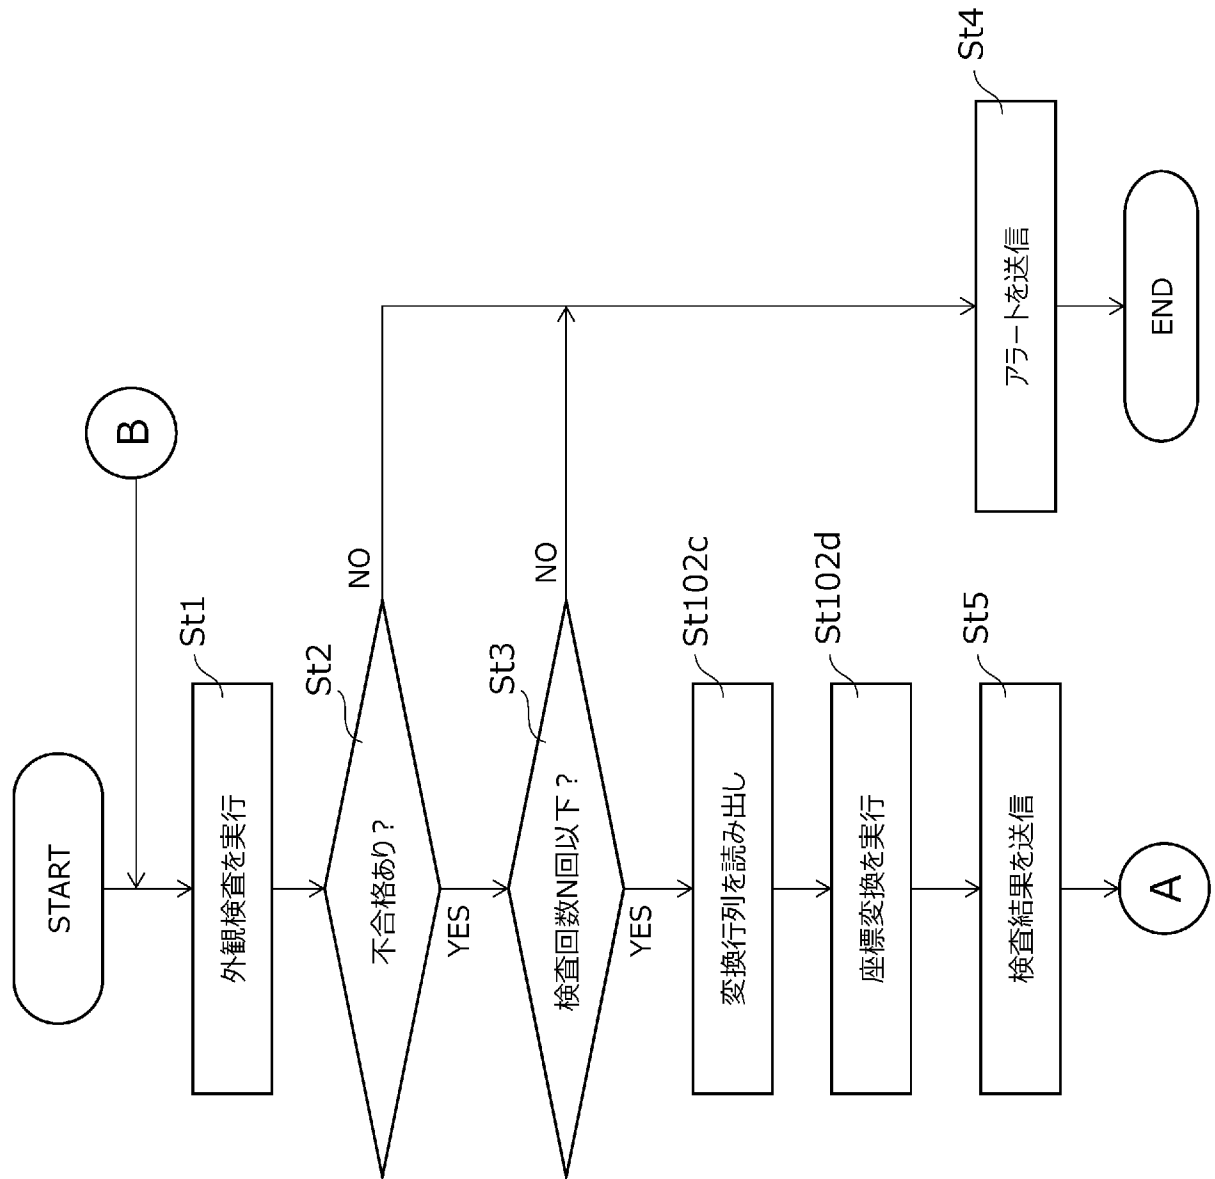 START
B
外観検査を実行
St1
不合格あり？
St2
NO
YES
検査回数N回以下？
St3
NO
YES
変換行列を読み出し
St102c
座標変換を実行
St102d
検査結果を送信
St5
A
アラートを送信
St4
END